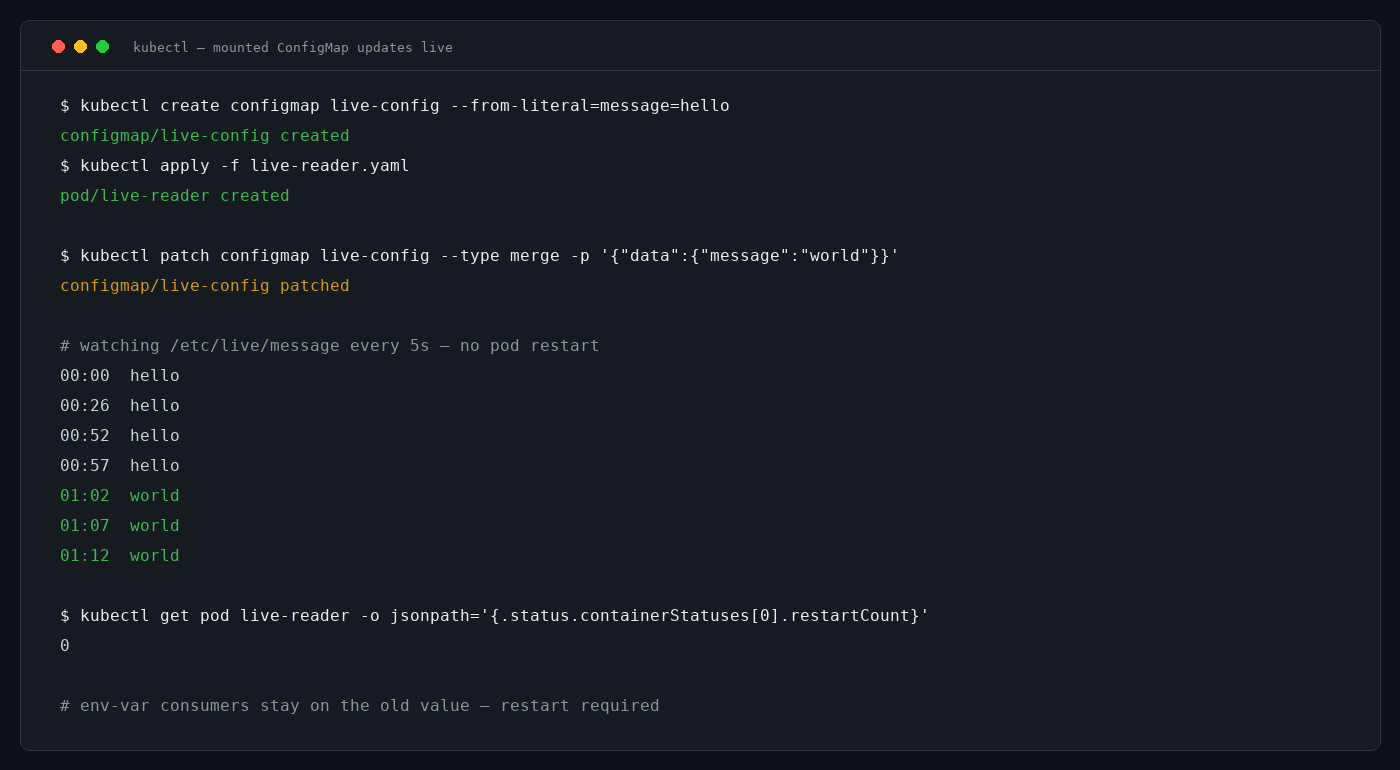 kubectl — mounted ConfigMap updates live
$ kubectl create configmap live-config --from-literal=message=hello
configmap/live-config created
$ kubectl apply -f live-reader.yaml
pod/live-reader created
$ kubectl patch configmap live-config --type merge -p '{"data":{"message":"world"}}'
configmap/live-config patched
# watching /etc/live/message every 5s — no pod restart
00:00  hello
00:26  hello
00:52  hello
00:57  hello
01:02  world
01:07  world
01:12  world
$ kubectl get pod live-reader -o jsonpath='{.status.containerStatuses[0].restartCount}'
0
# env-var consumers stay on the old value — restart required